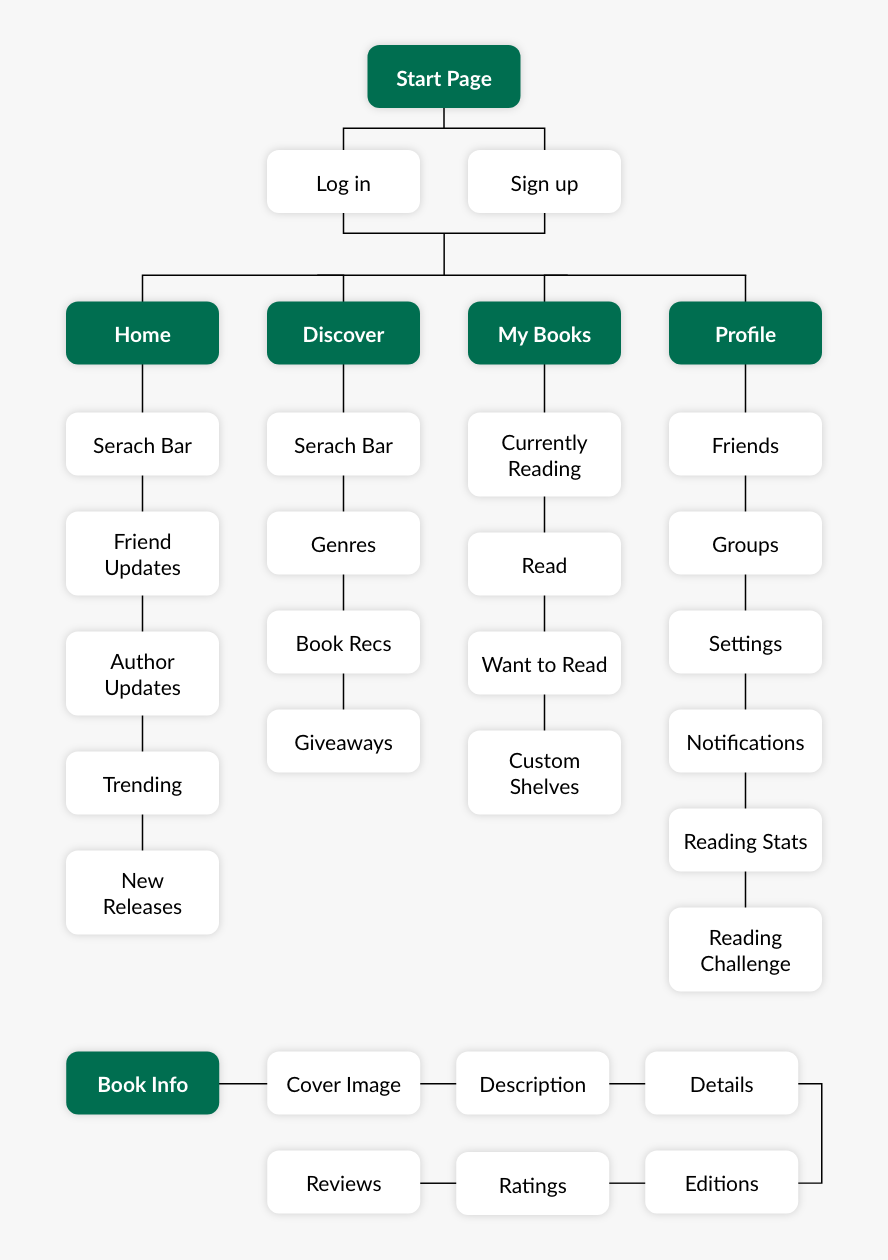 Start Page
Log in
Sign up
Home
Discover
My Books
Profile
Serach Bar
Friend
Updates
Author
Updates
Trending
New
Releases
Serach Bar
Genres
Book Recs
Giveaways
Currently
Reading
Read
Want to Read
Custom
Shelves
Friends
Groups
Settings
Notifications
Reading Stats
Reading
Challenge
Book Info
Cover Image
Description
Details
Editions
Ratings
Reviews